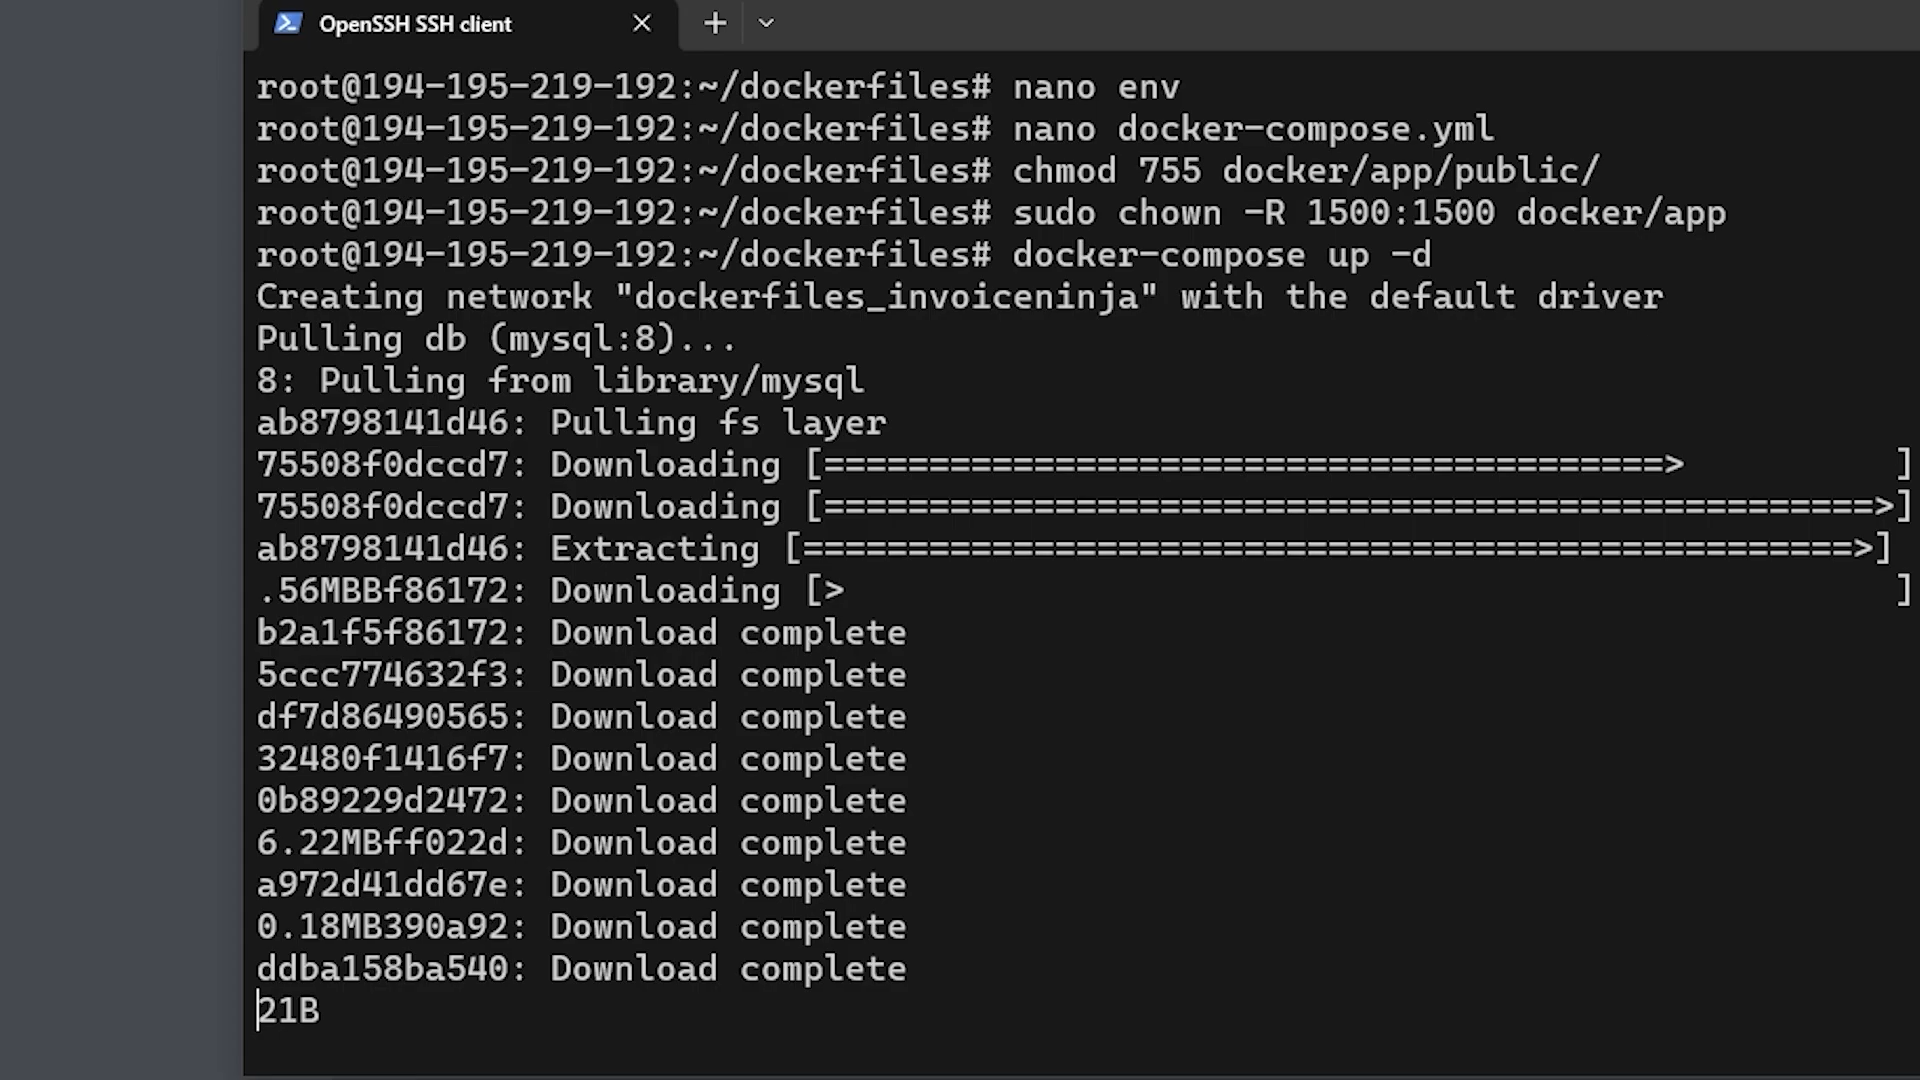 OpenSSH SSH client
root@194-195-219-192:~/dockerfiles# nano env
root@194-195-219-192:~/dockerfiles# nano docker-compose.yml
root@194-195-219-192:~/dockerfiles# chmod 755 docker/app/public/
root@194-195-219-192:~/dockerfiles# sudo chown -R 1500:1500 docker/app
root@194-195-219-192:~/dockerfiles# docker-compose up -d
Creating network "dockerfiles_invoiceninja" with the default driver
Pulling db (mysql:8)...
8: Pulling from library/mysql
ab8798141d46: Pulling fs layer
75508f0dccd7: Downloading [========================================>          ]
75508f0dccd7: Downloading [==================================================>]
ab8798141d46: Extracting [==================================================>]
.56MBBf86172: Downloading [>                                                  ]
b2a1f5f86172: Download complete
5ccc774632f3: Download complete
df7d86490565: Download complete
32480f1416f7: Download complete
0b89229d2472: Download complete
6.22MBff022d: Download complete
a972d41dd67e: Download complete
0.18MB390a92: Download complete
ddba158ba540: Download complete
21B